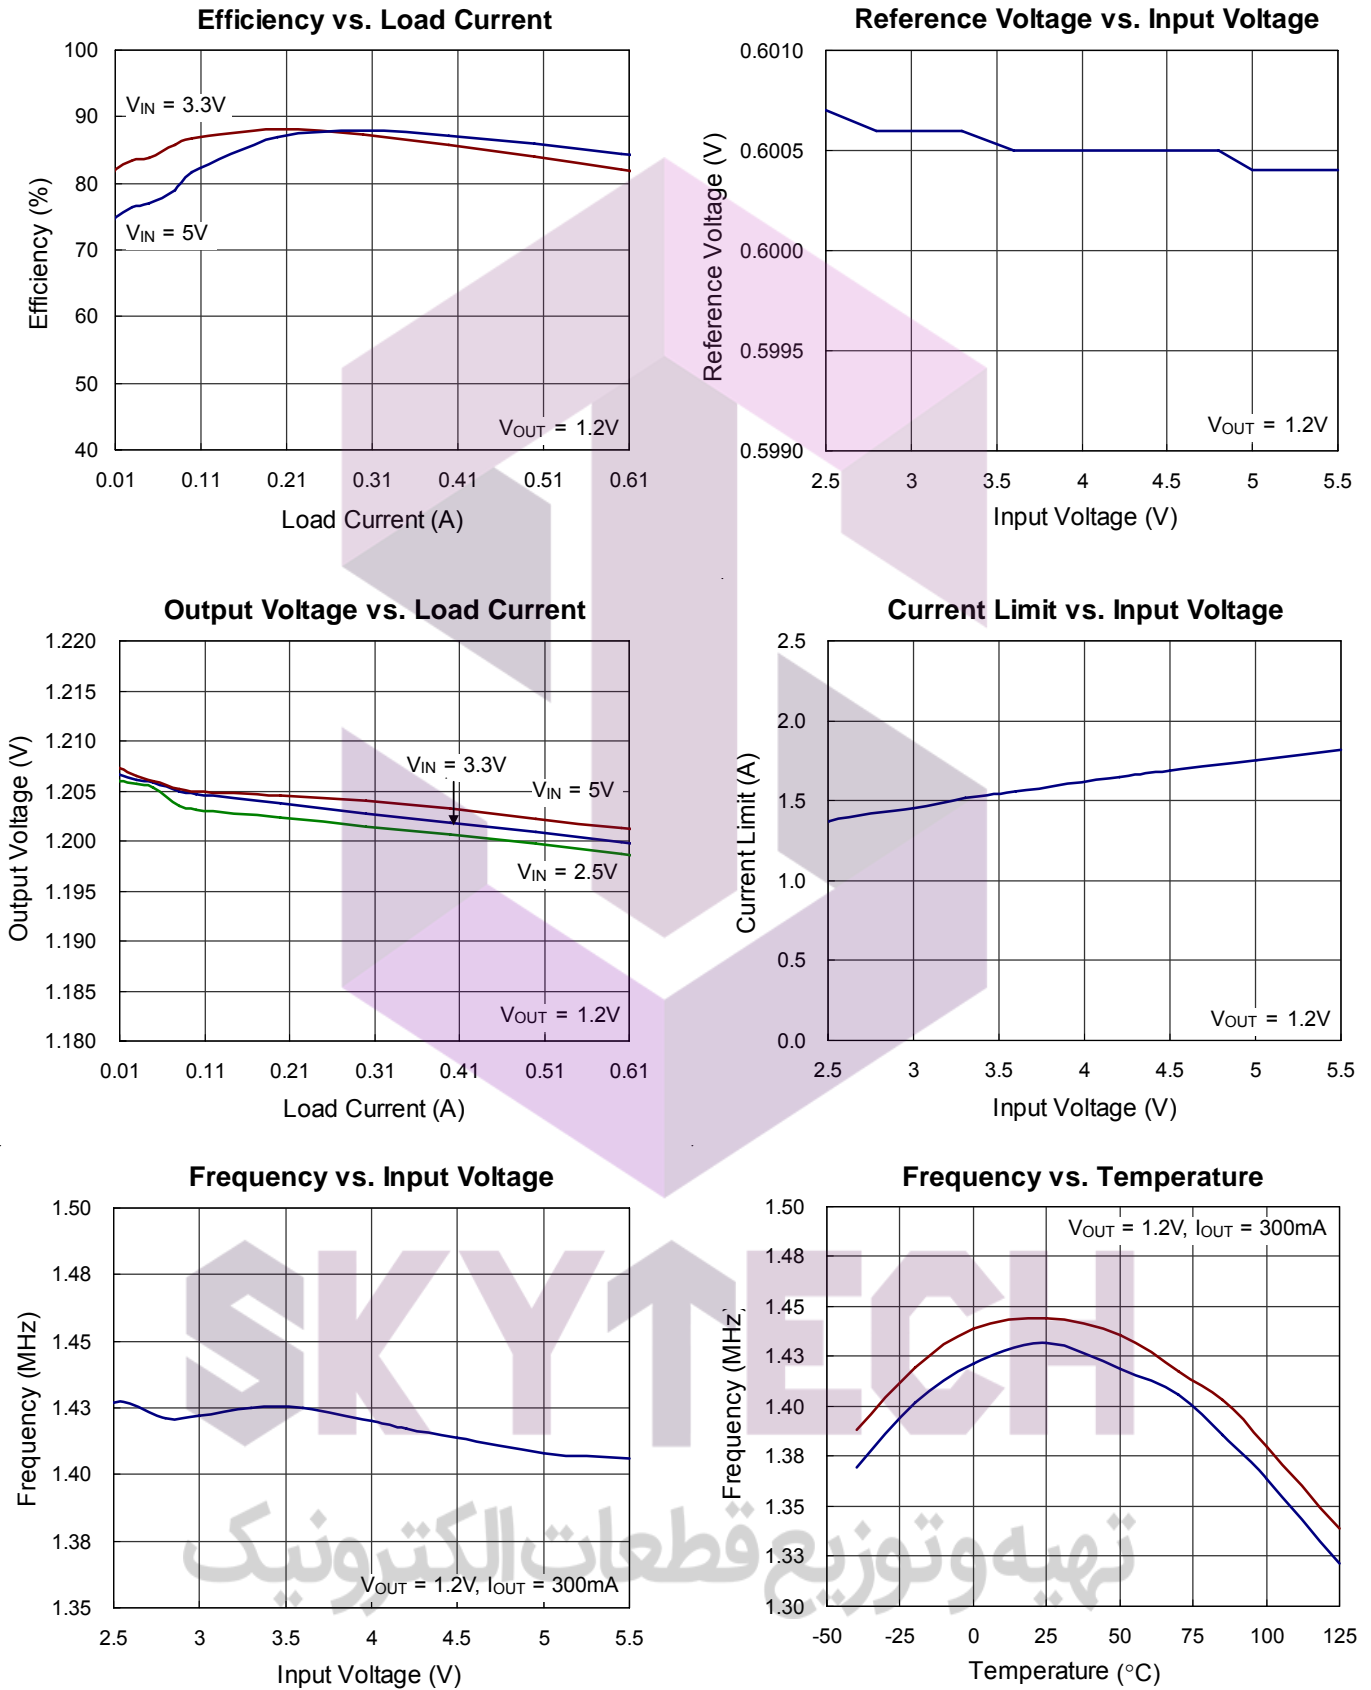 Efficiency vs. Load Current
100
90
80
70
60
50
40
Efficiency (%)
VIN = 3.3V
VIN = 5V
VOUT = 1.2V
0.01 0.11 0.21 0.31 0.41 0.51 0.61
Load Current (A)
Reference Voltage vs. Input Voltage
0.6010
0.6005
0.6000
0.5995
0.5990
Reference Voltage (V)
VOUT = 1.2V
2.5 3 3.5 4 4.5 5 5.5
Input Voltage (V)
Output Voltage vs. Load Current
1.220
1.215
1.210
1.205
1.200
1.195
1.190
1.185
1.180
Output Voltage (V)
VIN = 3.3V
VIN = 5V
VIN = 2.5V
VOUT = 1.2V
0.01 0.11 0.21 0.31 0.41 0.51 0.61
Load Current (A)
Current Limit vs. Input Voltage
2.5
2.0
1.5
1.0
0.5
0.0
Current Limit (A)
VOUT = 1.2V
2.5 3 3.5 4 4.5 5 5.5
Input Voltage (V)
Frequency vs. Input Voltage
1.50
1.48
1.45
1.43
1.40
1.38
1.35
Frequency (MHz)
VOUT = 1.2V, IOUT = 300mA
2.5 3 3.5 4 4.5 5 5.5
Input Voltage (V)
Frequency vs. Temperature
1.50
1.48
1.45
1.43
1.40
1.38
1.35
1.33
1.30
Frequency (MHz)
VOUT = 1.2V, IOUT = 300mA
-50 -25 0 25 50 75 100 125
Temperature (°C)
SKYTECH
تهیه و توزیع قطعات الکترونیک